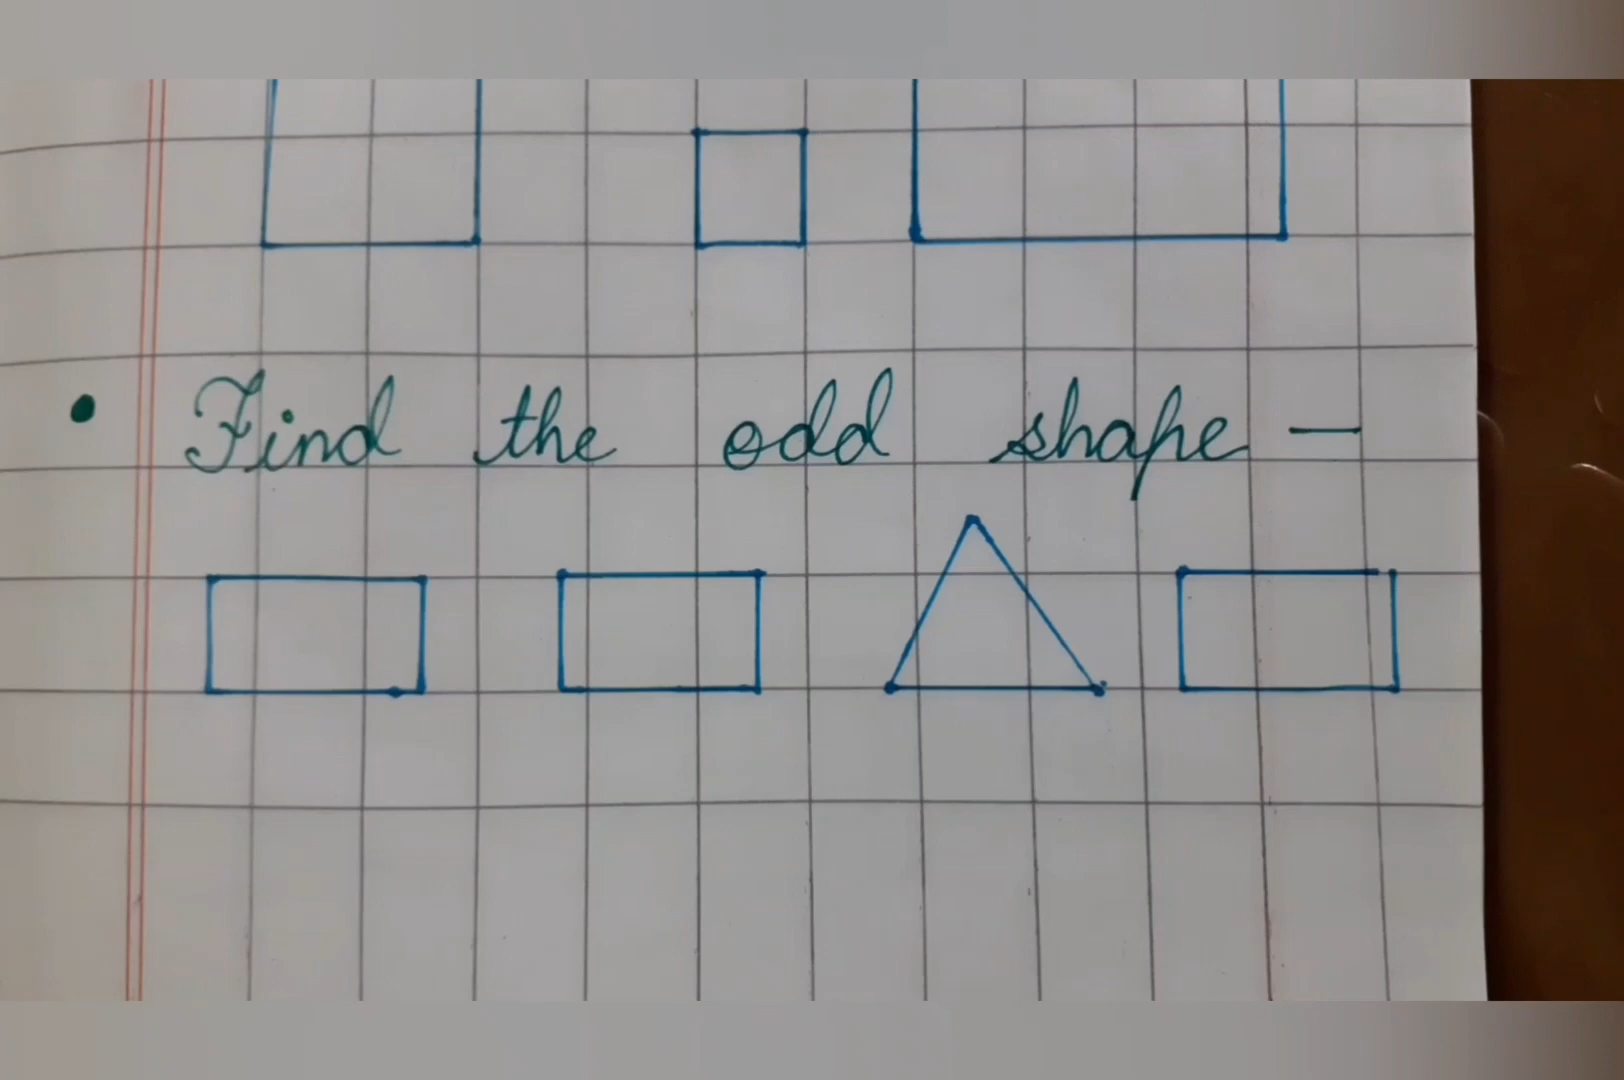 • Find the odd shape —